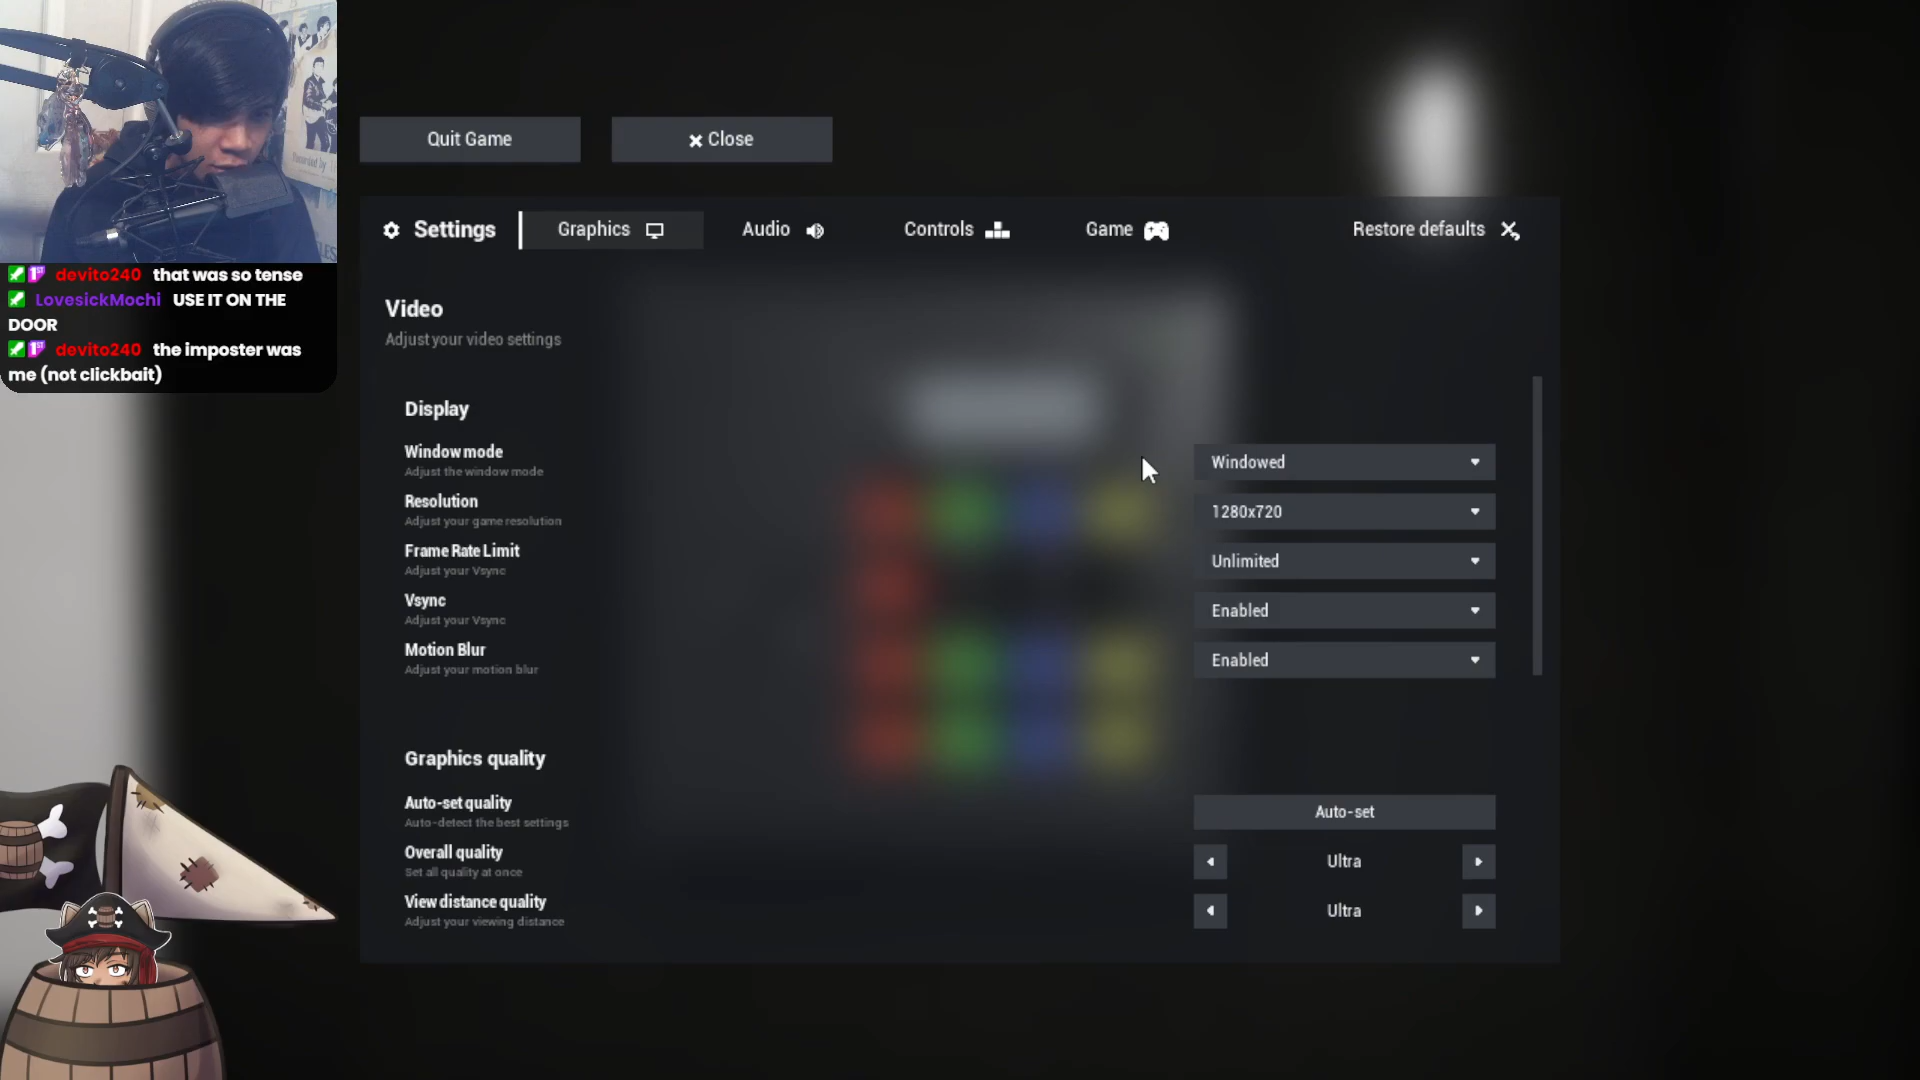 devito240 that was so tense
LovesickMochi USE IT ON THE
DOOR
devito240 the imposter was
me (not clickbait)
Quit Game
Close
Settings
Graphics
Audio
Controls
Game
Restore defaults
Video
Adjust your video settings
Display
Window mode
Adjust the window mode
Windowed
Resolution
Adjust your game resolution
1280x720
Frame Rate Limit
Adjust your Vsync
Unlimited
Vsync
Adjust your Vsync
Enabled
Motion Blur
Adjust your motion blur
Enabled
Graphics quality
Auto-set quality
Auto-detect the best settings
Auto-set
Overall quality
Set all quality at once
Ultra
View distance quality
Adjust your viewing distance
Ultra